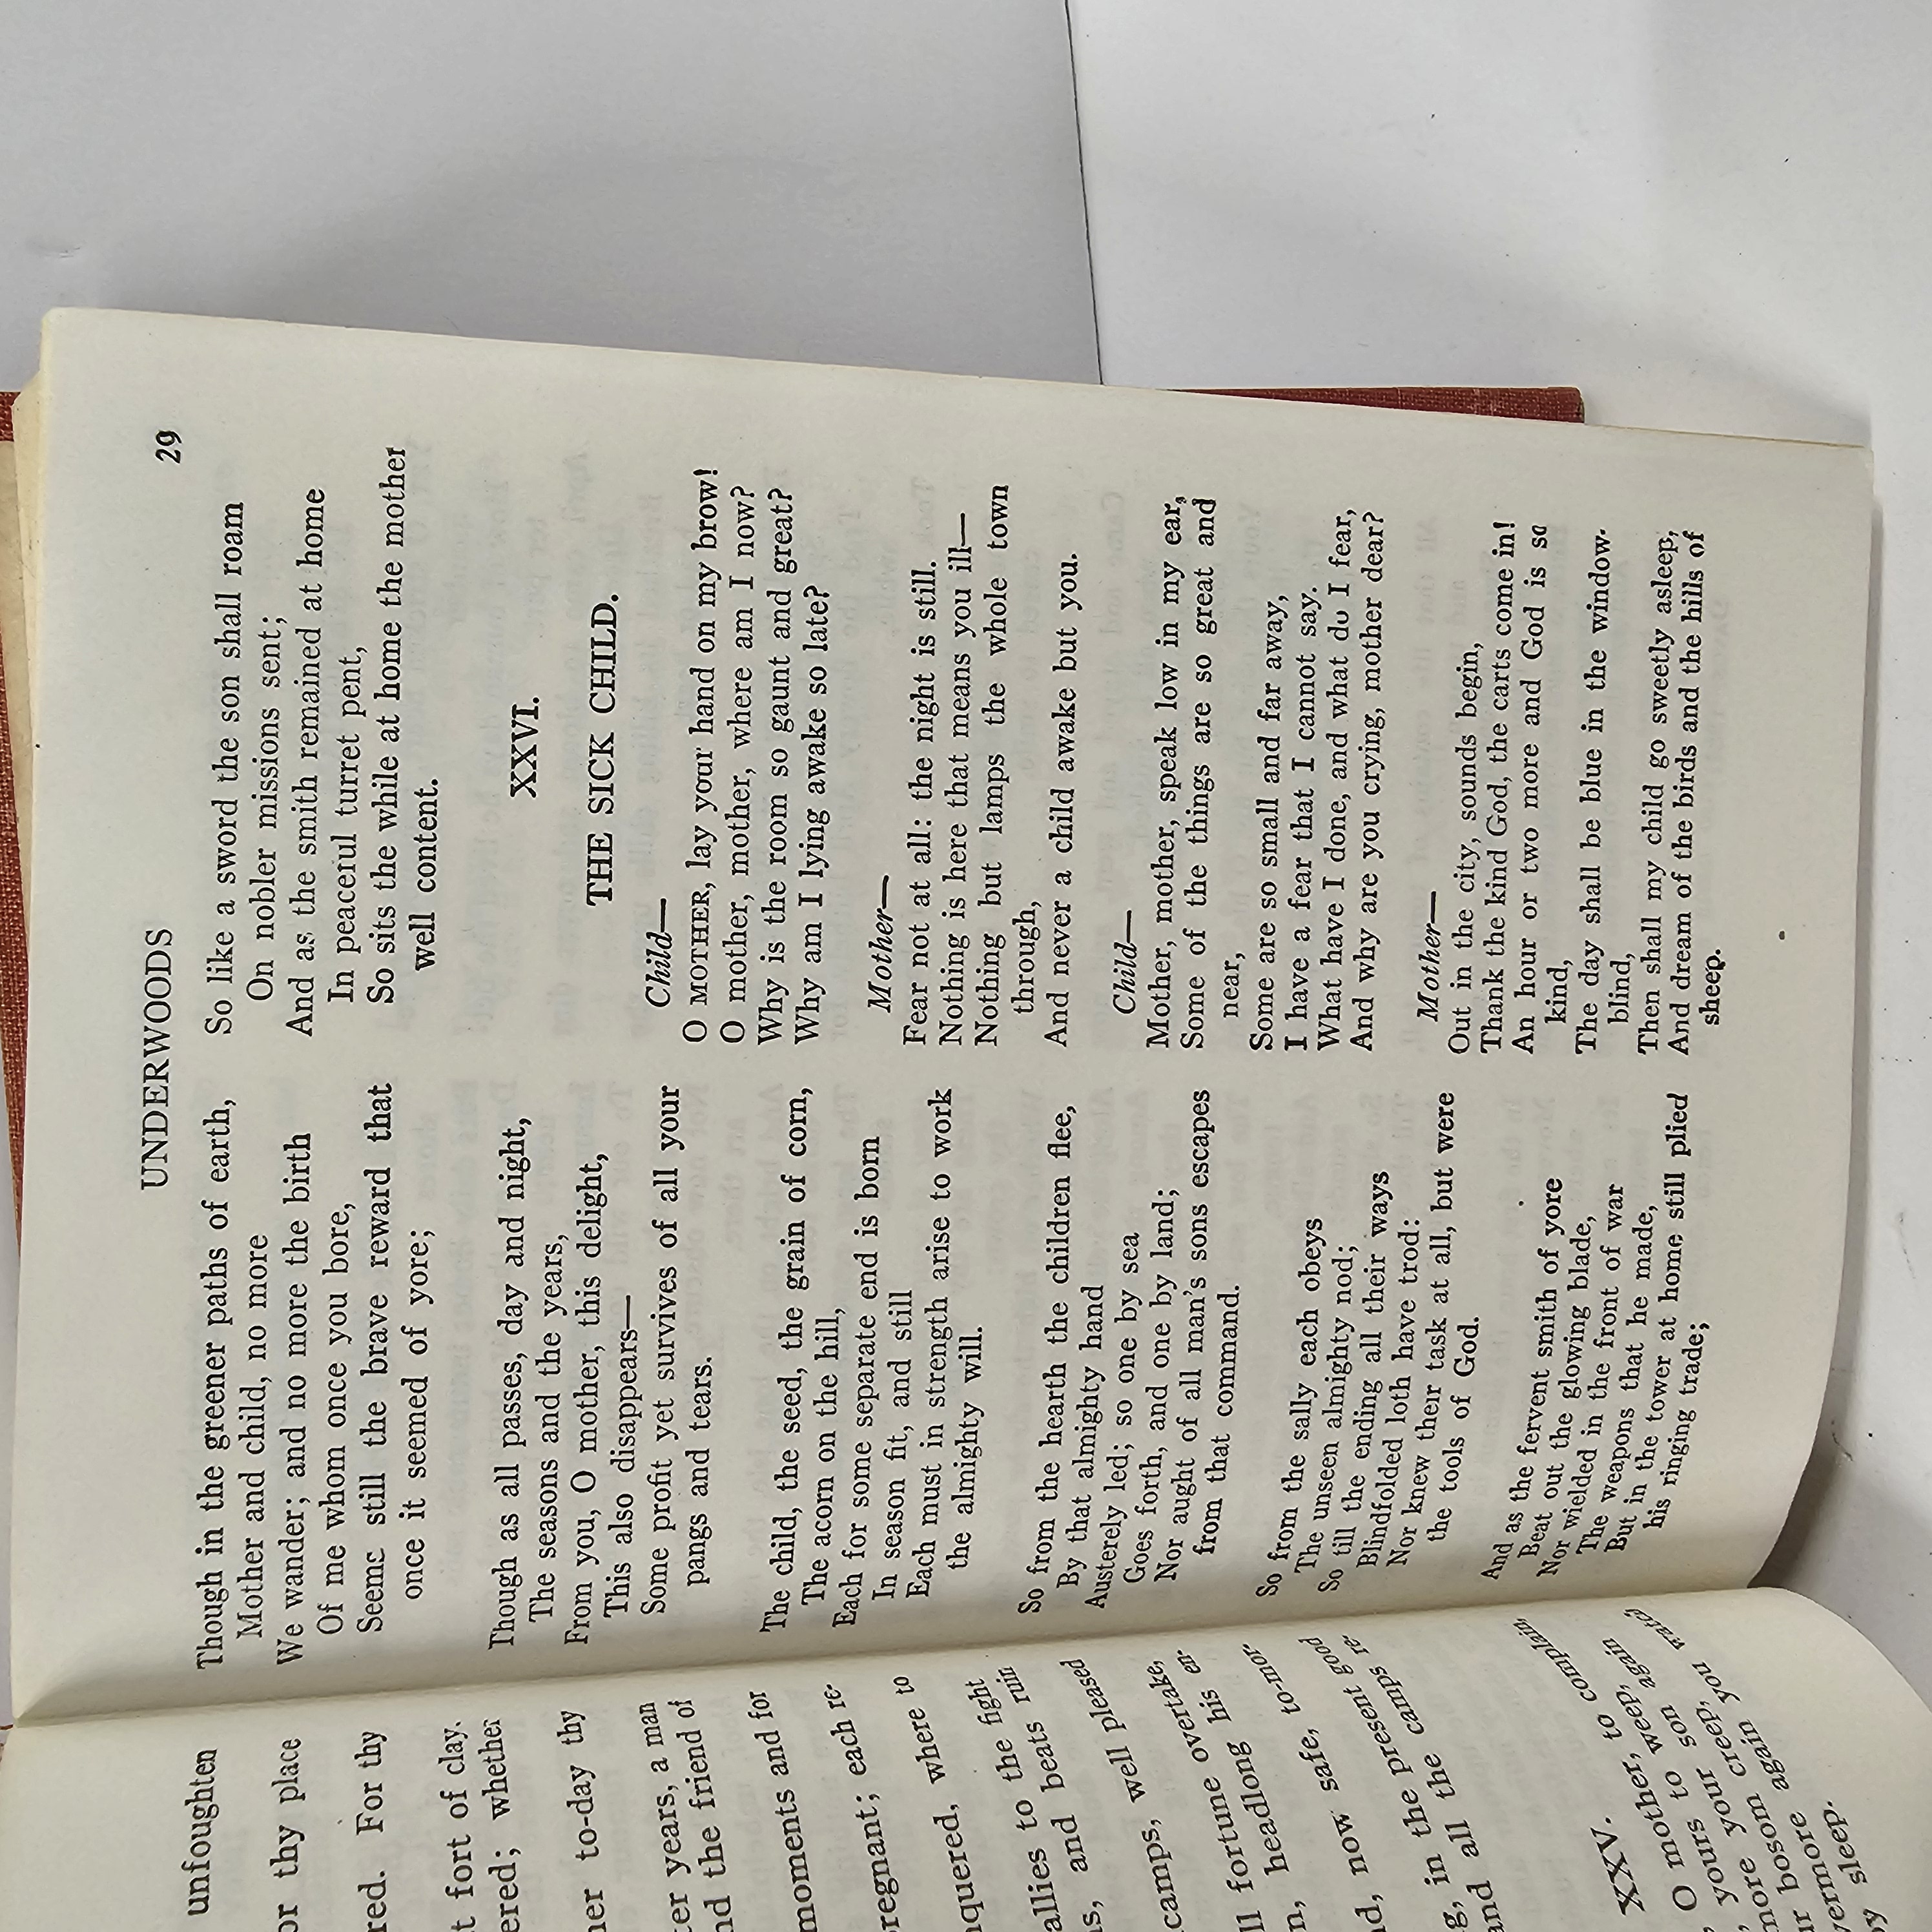 unfoughten
or thy place
red. For thy
t fort of clay.
ered; whether
her to-day thy
ter years, a man
nd the friend of
moments and for
regnant; each re-
nquered, where to
allies to the fight
s, and beats ruin
camps, well pleased
ll fortune overtake,
n, headlong his en-
nd, now safe, to-mor-
g, in the present good
and all the camps re-
XXV.
, O mother, to complain,
, yours to weep,
more your son again
ur bosom creep,
vermore again you watch
by sleep.
UNDERWOODS 29
Though in the greener paths of earth,
Mother and child, no more
We wander; and no more the birth
Of me whom once you bore,
Seems still the brave reward that
once it seemed of yore;
Though as all passes, day and night,
The seasons and the years,
From you, O mother, this delight,
This also disappears—
Some profit yet survives of all your
pangs and tears.
The child, the seed, the grain of corn,
The acorn on the hill,
Each for some separate end is born
In season fit, and still
Each must in strength arise to work
the almighty will.
So from the hearth the children flee,
By that almighty hand
Austerely led; so one by sea
Goes forth, and one by land;
Nor aught of all man's sons escapes
from that command.
So from the sally each obeys
The unseen almighty nod;
So till the ending all their ways
Blindfolded loth have trod:
Nor knew their task at all, but were
the tools of God.
And as the fervent smith of yore
Beat out the glowing blade,
Nor wielded in the front of war
The weapons that he made,
But in the tower at home still plied
his ringing trade;
So like a sword the son shall roam
On nobler missions sent;
And as the smith remained at home
In peaceful turret pent,
So sits the while at home the mother
well content.
XXVI.
THE SICK CHILD.
Child—
O MOTHER, lay your hand on my brow!
O mother, mother, where am I now?
Why is the room so gaunt and great?
Why am I lying awake so late?
Mother—
Fear not at all: the night is still.
Nothing is here that means you ill—
Nothing but lamps the whole town
through,
And never a child awake but you.
Child—
Mother, mother, speak low in my ear,
Some of the things are so great and
near,
Some are so small and far away,
I have a fear that I cannot say.
What have I done, and what do I fear,
And why are you crying, mother dear?
Mother—
Out in the city, sounds begin,
Thank the kind God, the carts come in!
An hour or two more and God is so
kind,
The day shall be blue in the window-
blind,
Then shall my child go sweetly asleep,
And dream of the birds and the hills of
sheep.